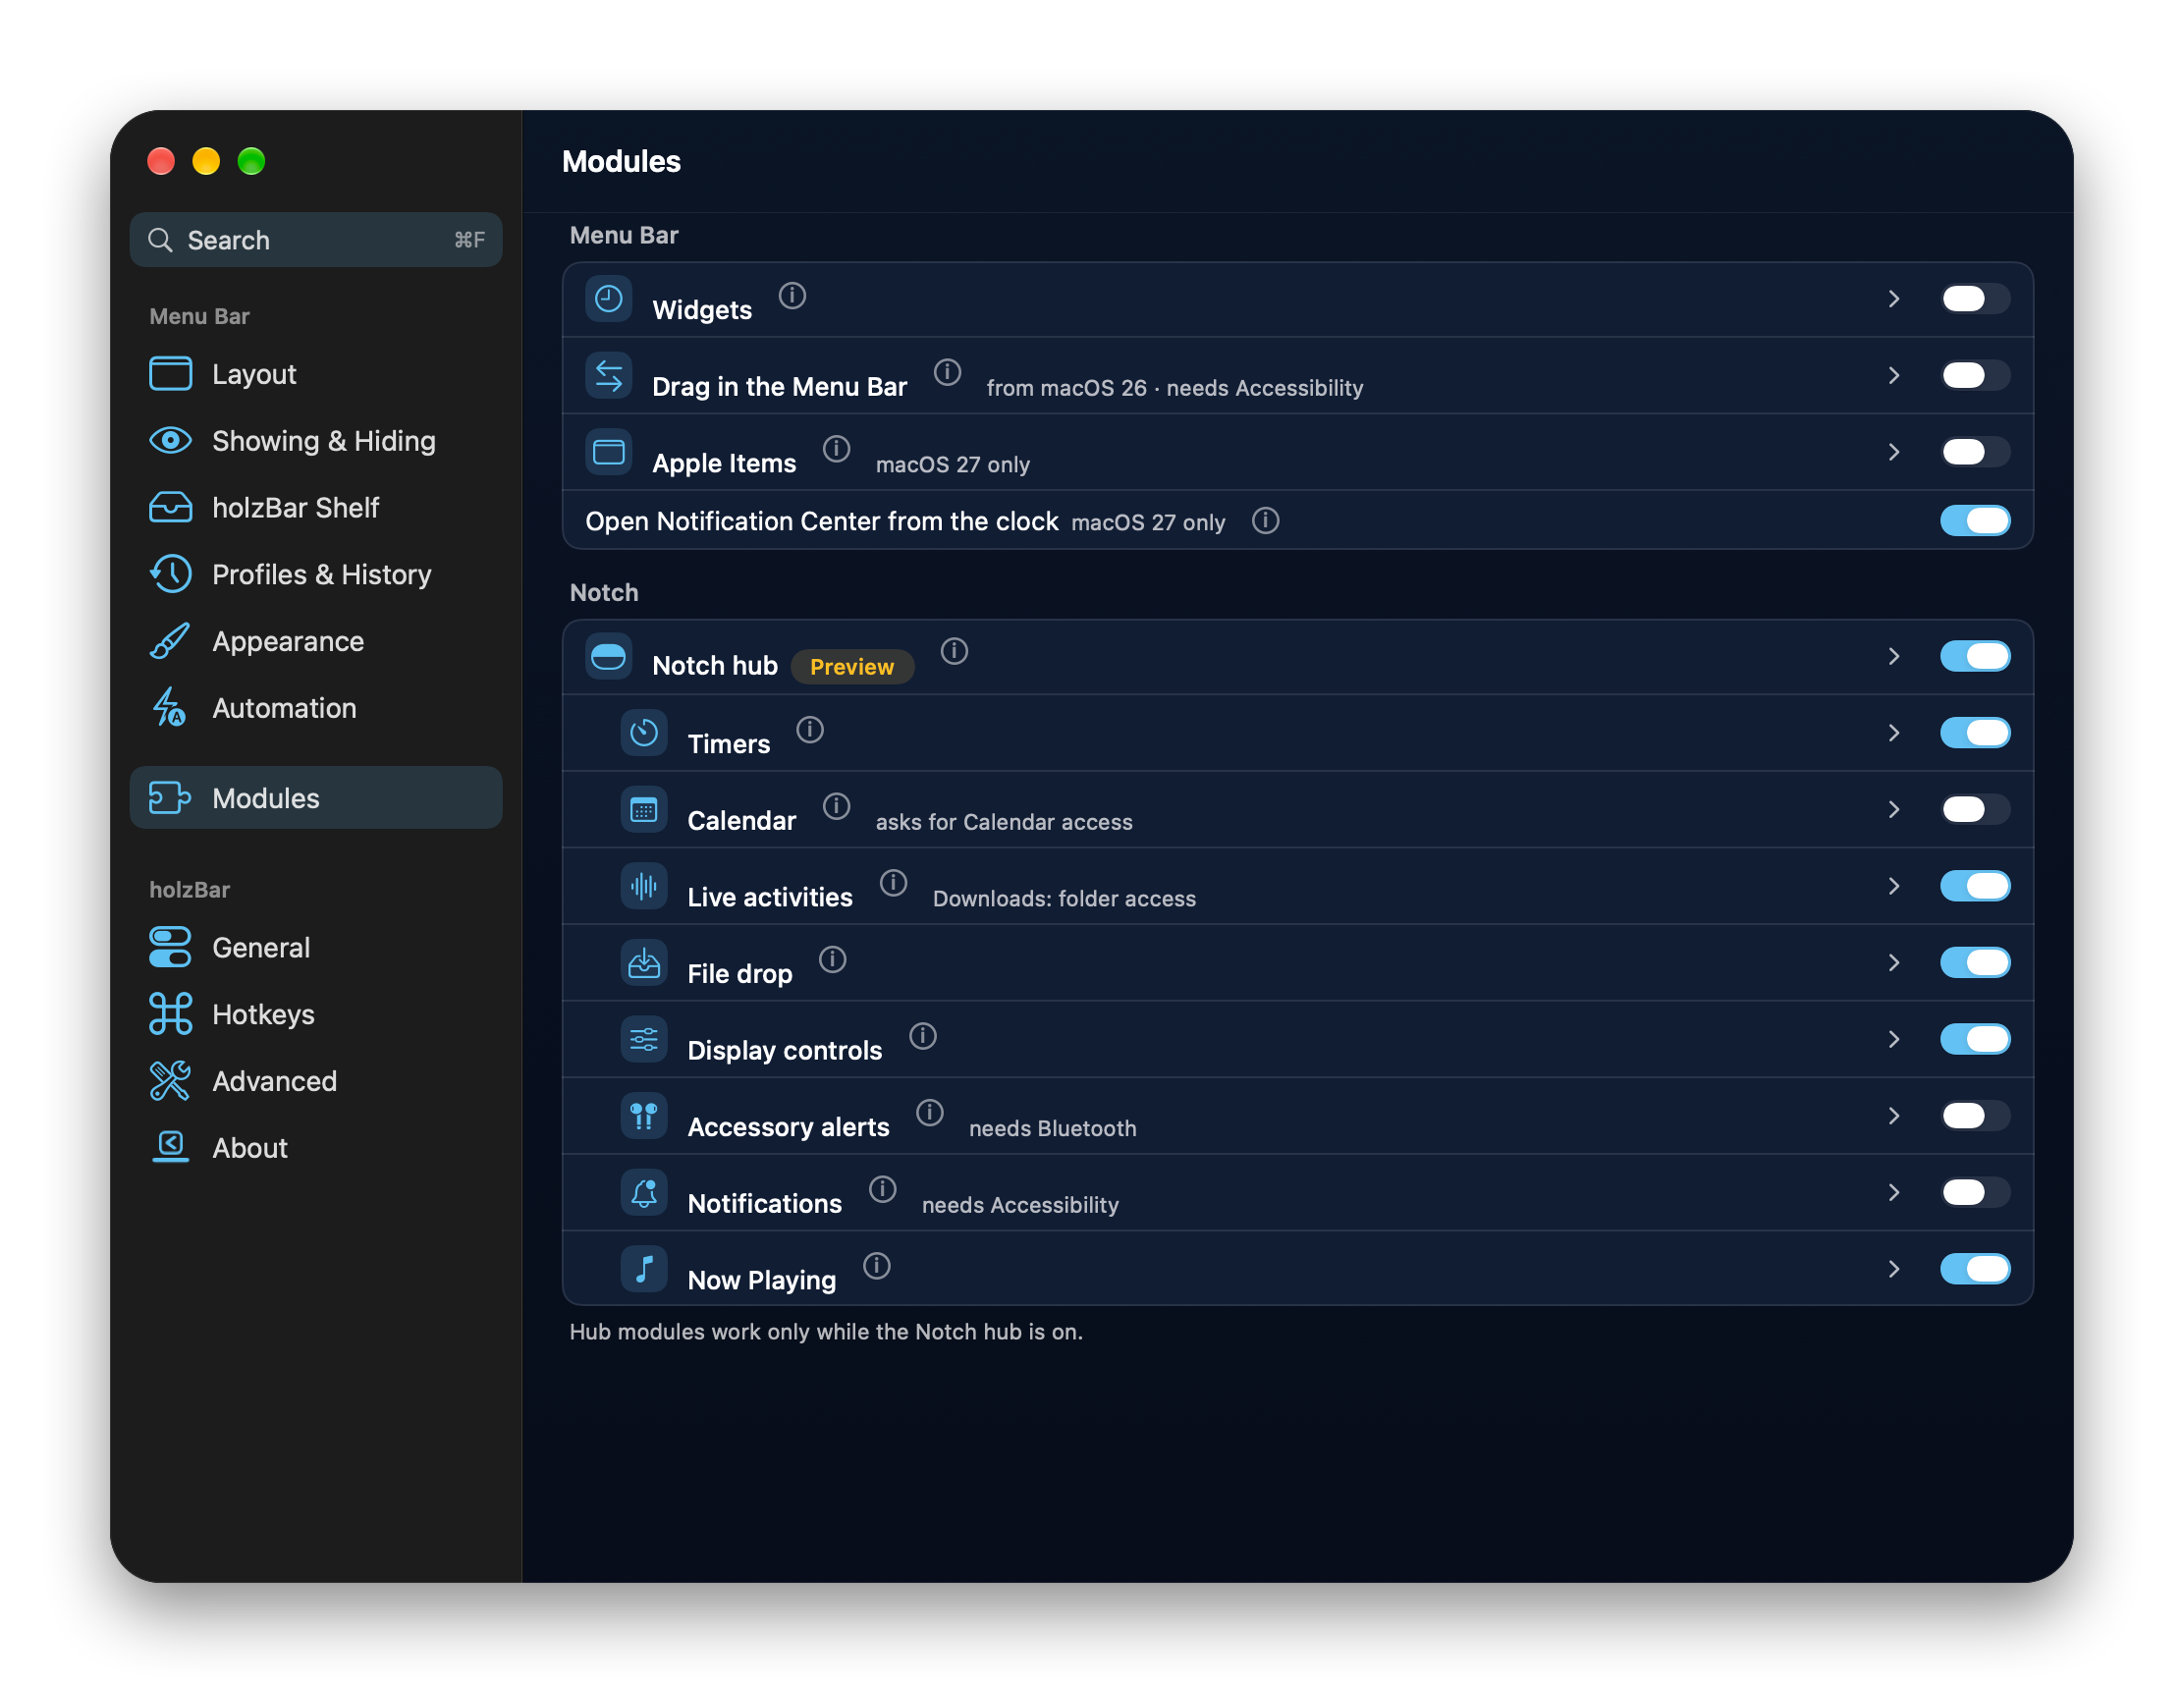 Search ⌘F
Menu Bar
Layout
Showing & Hiding
holzBar Shelf
Profiles & History
Appearance
Automation
Modules
holzBar
General
Hotkeys
Advanced
About
Modules
Menu Bar
Widgets
Drag in the Menu Bar from macOS 26 · needs Accessibility
Apple Items macOS 27 only
Open Notification Center from the clock macOS 27 only
Notch
Notch hub Preview
Timers
Calendar asks for Calendar access
Live activities Downloads: folder access
File drop
Display controls
Accessory alerts needs Bluetooth
Notifications needs Accessibility
Now Playing
Hub modules work only while the Notch hub is on.